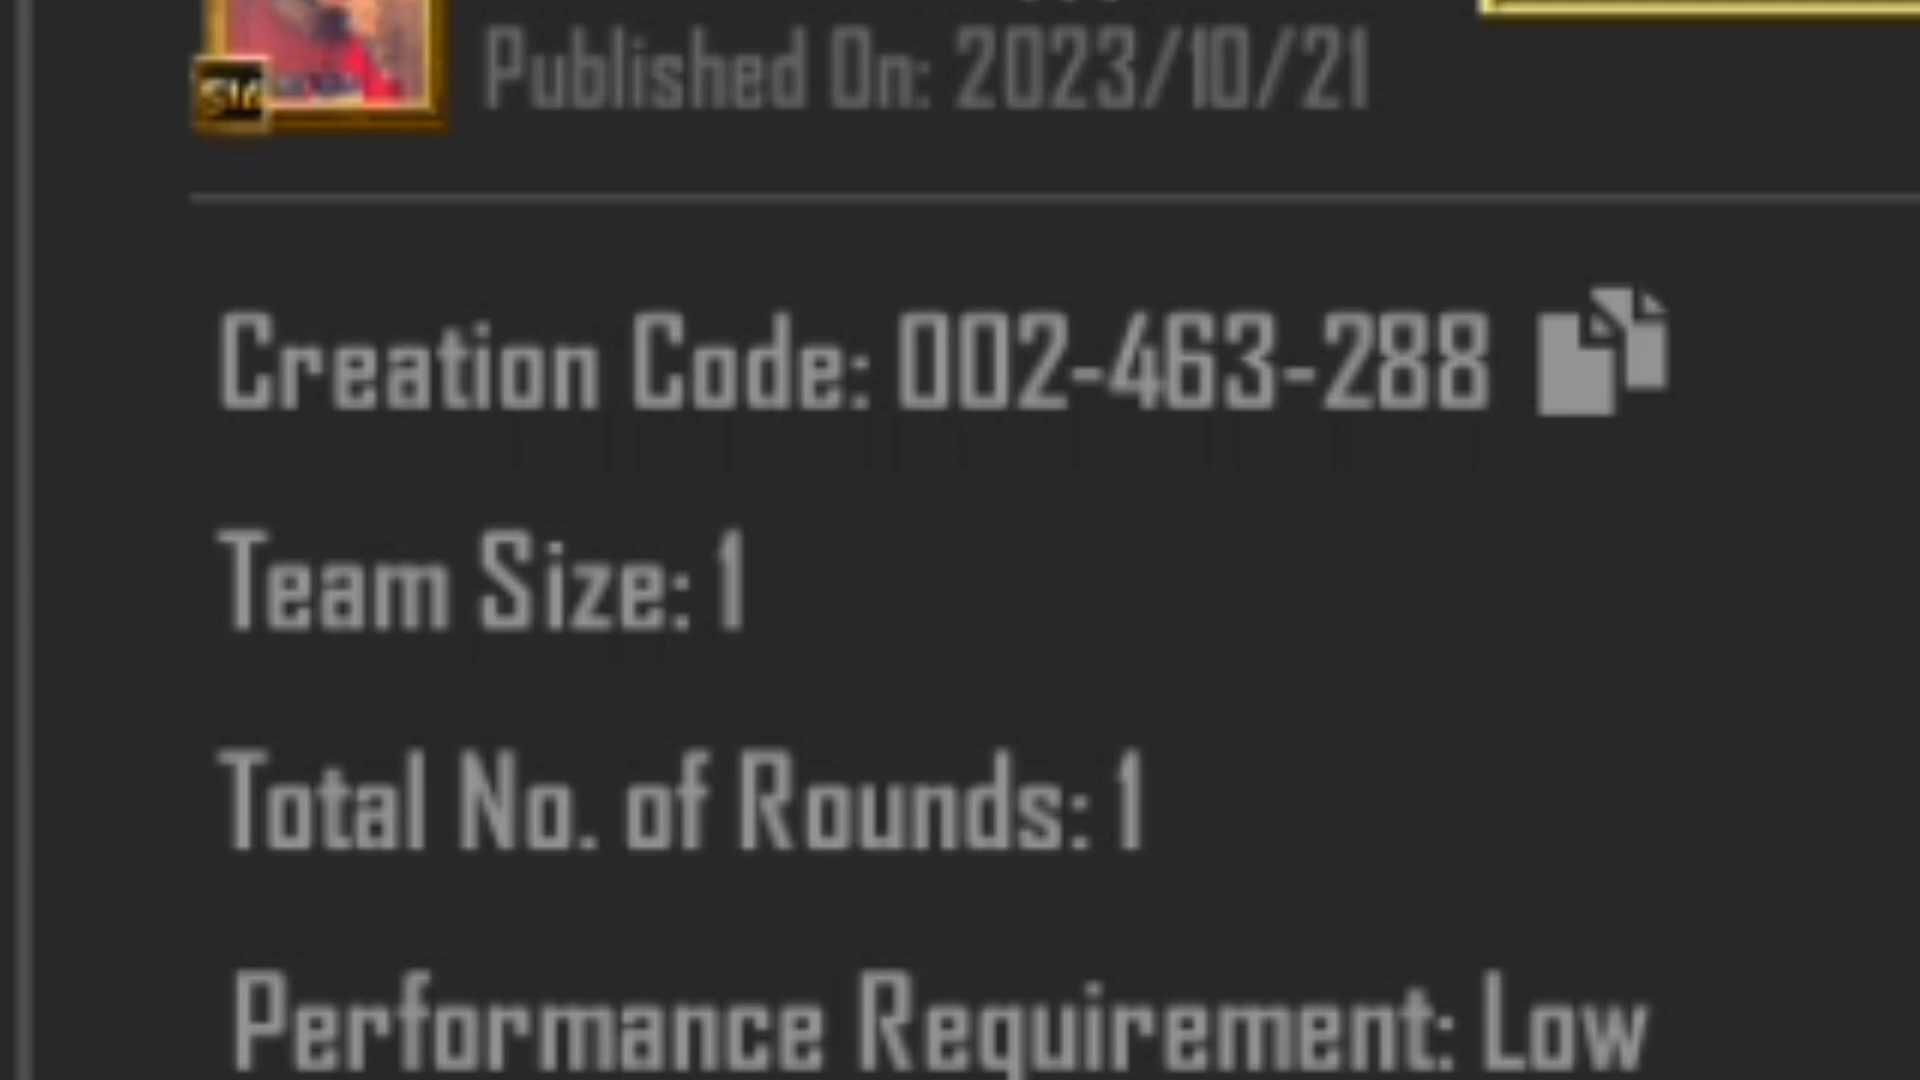 Published On: 2023/10/21
Creation Code: 002-463-288
Team Size: 1
Total No. of Rounds: 1
Performance Requirement: Low